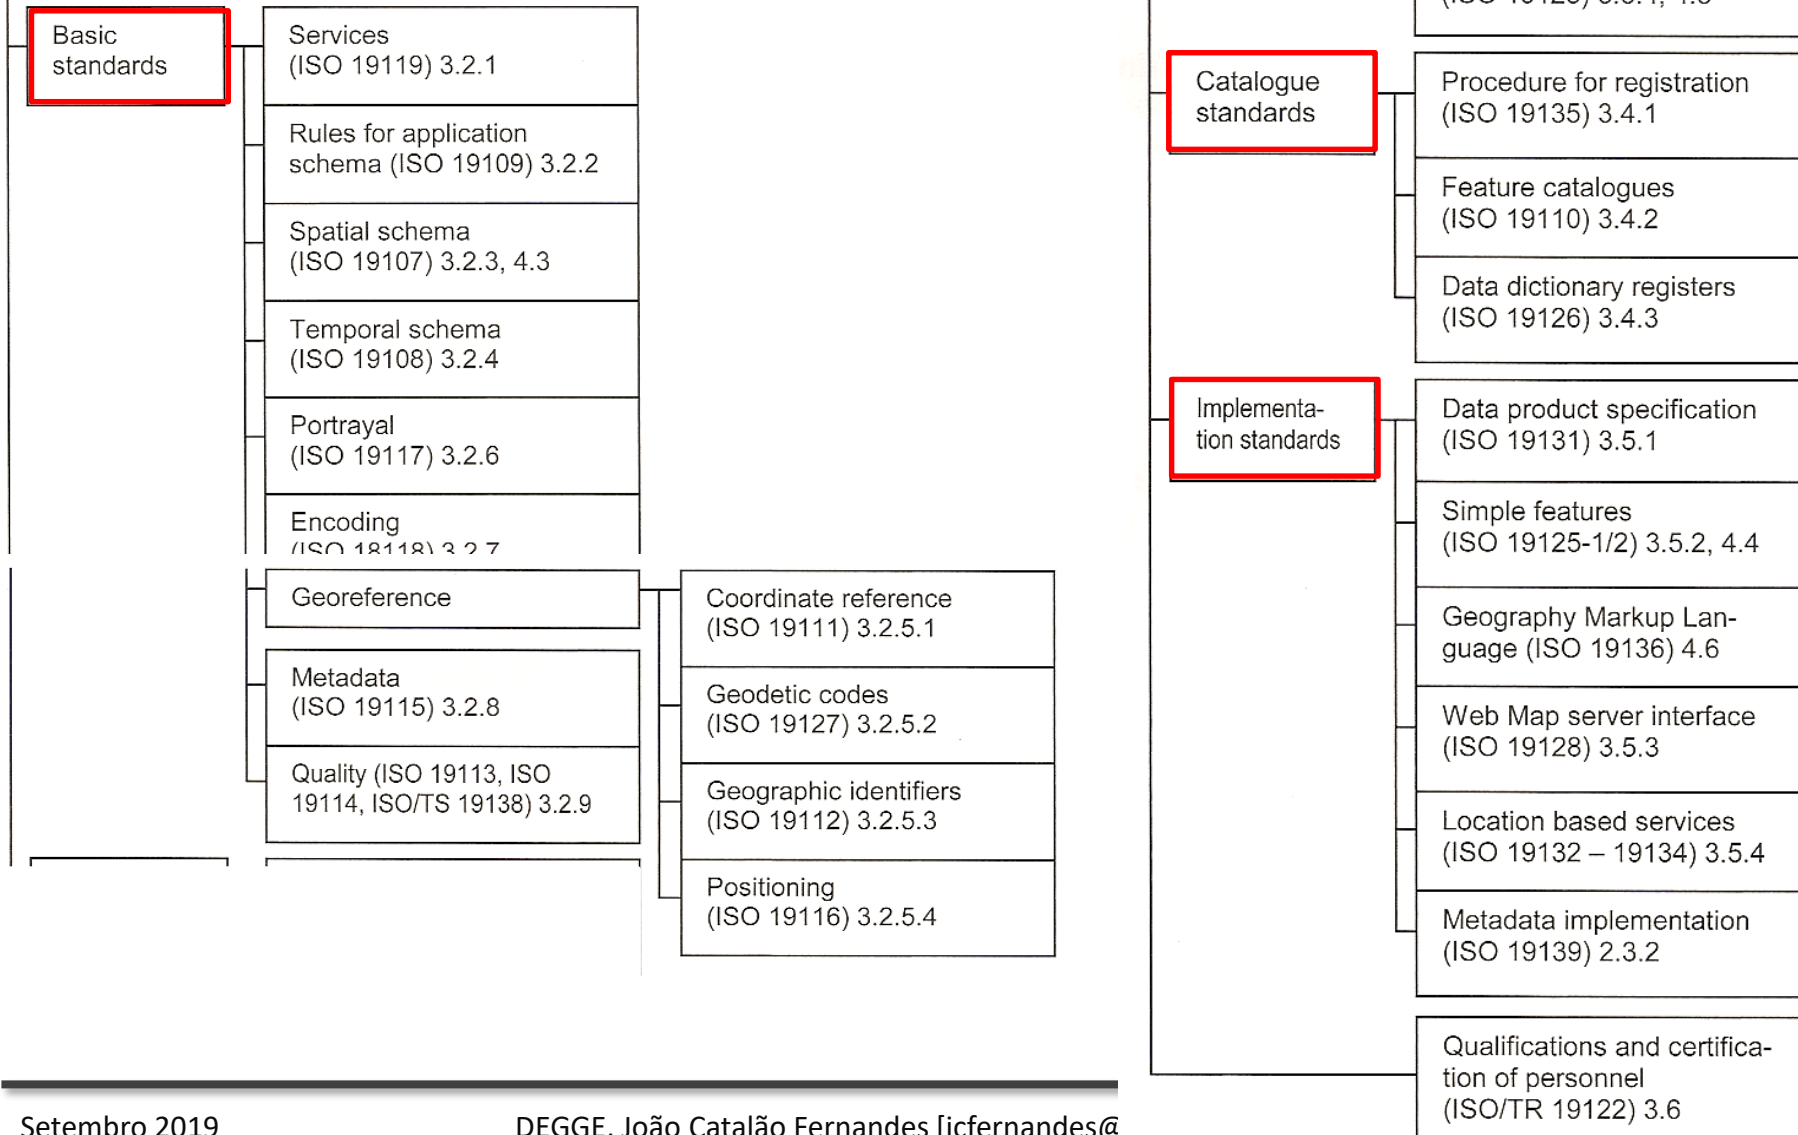 Basic
standards
Services
(ISO 19119) 3.2.1
Rules for application
schema (ISO 19109) 3.2.2
Spatial schema
(ISO 19107) 3.2.3, 4.3
Temporal schema
(ISO 19108) 3.2.4
Portrayal
(ISO 19117) 3.2.6
Encoding
(ISO 18118) 3.2.7
Georeference
Metadata
(ISO 19115) 3.2.8
Quality (ISO 19113, ISO
19114, ISO/TS 19138) 3.2.9
Coordinate reference
(ISO 19111) 3.2.5.1
Geodetic codes
(ISO 19127) 3.2.5.2
Geographic identifiers
(ISO 19112) 3.2.5.3
Positioning
(ISO 19116) 3.2.5.4
Catalogue
standards
Procedure for registration
(ISO 19135) 3.4.1
Feature catalogues
(ISO 19110) 3.4.2
Data dictionary registers
(ISO 19126) 3.4.3
Implementa-
tion standards
Data product specification
(ISO 19131) 3.5.1
Simple features
(ISO 19125-1/2) 3.5.2, 4.4
Geography Markup Lan-
guage (ISO 19136) 4.6
Web Map server interface
(ISO 19128) 3.5.3
Location based services
(ISO 19132 – 19134) 3.5.4
Metadata implementation
(ISO 19139) 2.3.2
Qualifications and certifica-
tion of personnel
(ISO/TR 19122) 3.6
Setembro 2019
DEGGE, João Catalão Fernandes [jcfernandes@